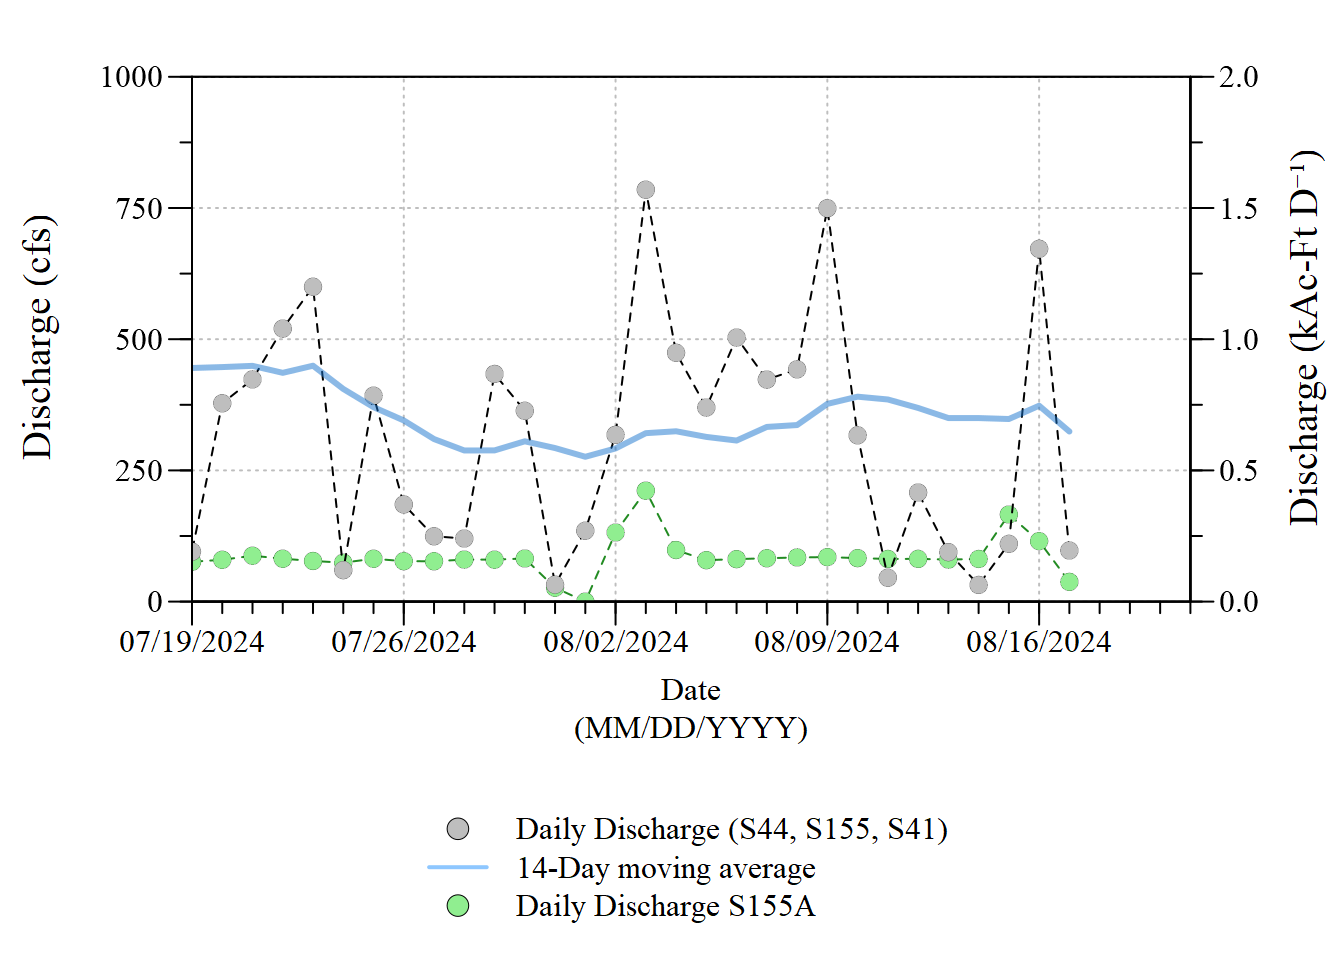 1000
750
500
250
0
2.0
1.5
1.0
0.5
0.0
Discharge (cfs)
Discharge (kAc-Ft D⁻¹)
07/19/2024 07/26/2024 08/02/2024 08/09/2024 08/16/2024
Date
(MM/DD/YYYY)
Daily Discharge (S44, S155, S41)
14-Day moving average
Daily Discharge S155A